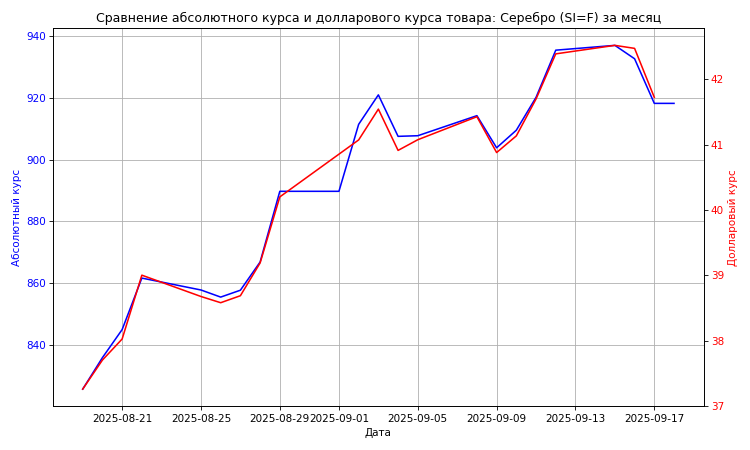 Сравнение абсолютного курса и долларового курса товара: Серебро (SI=F) за месяц
Абсолютный курс
940
920
900
880
860
840
42
41
40
39
38
37
Долларовый курс
2025-08-21 2025-08-25 2025-08-29 2025-09-01 2025-09-05 2025-09-09 2025-09-13 2025-09-17
Дата